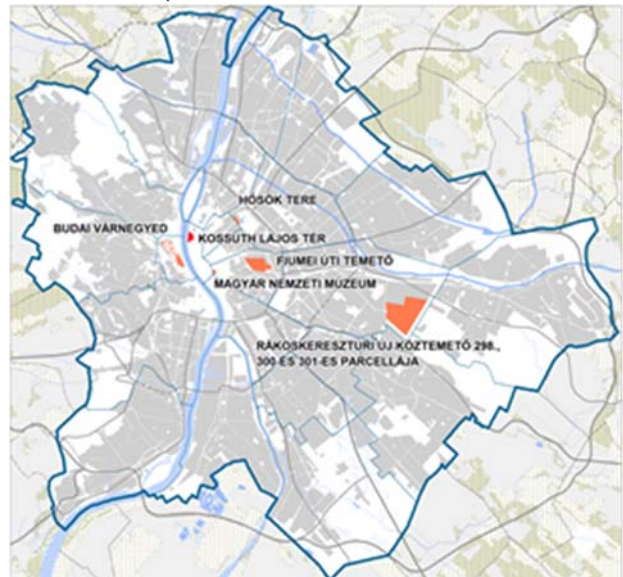 HŐSÖK TERE
BUDAI VÁRNEGYED
KOSSUTH LAJOS TÉR
FIUMEI ÚTI TEMETŐ
MAGYAR NEMZETI MÚZEUM
RÁKOSKERESZTÚRI ÚJ KÖZTEMETŐ 298.,
300 ÉS 301-ES PARCELLÁJA